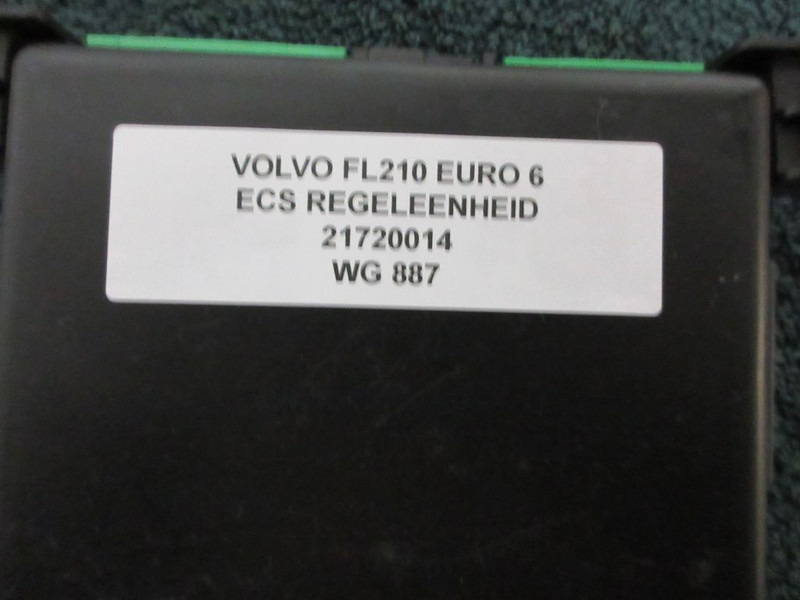 VOLVO FL210 EURO 6
ECS REGELEENHEID
21720014
WG 887